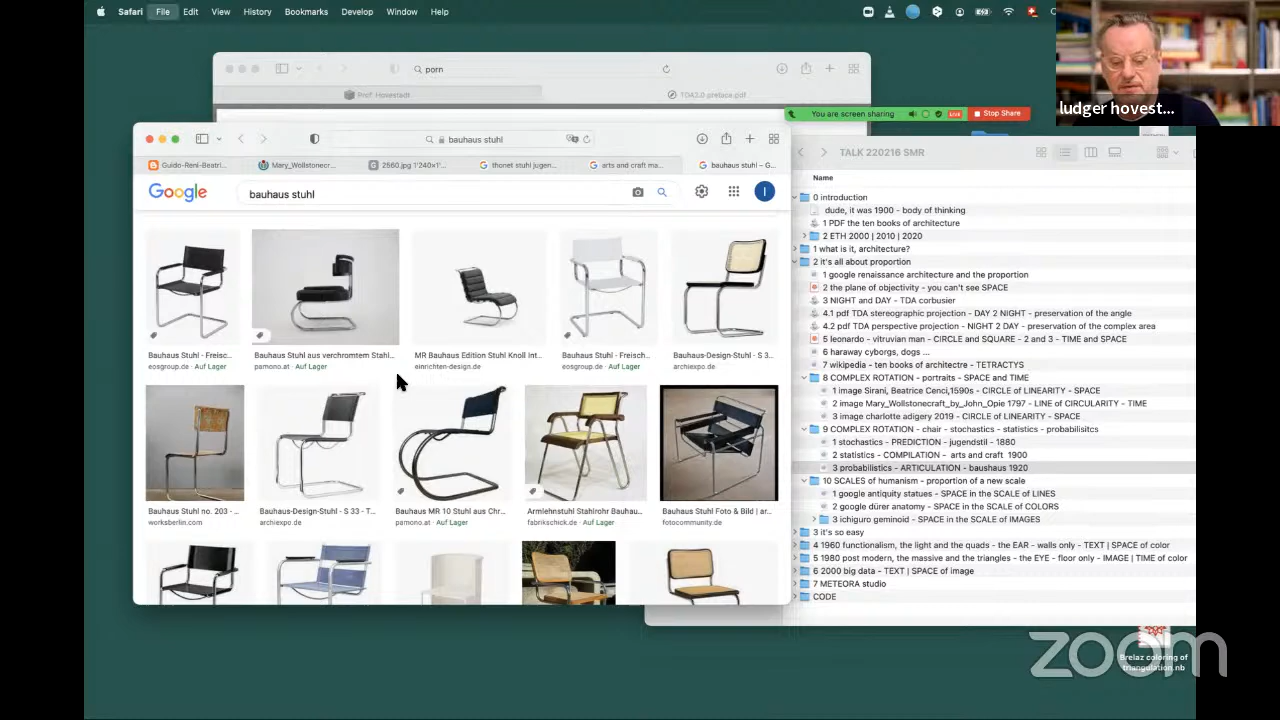 Safari File Edit View History Bookmarks Develop Window Help
porn
Prof. Hovestadt
T043.0 preface.pdf
You are screen sharing LIVE Stop Share
ludger hovest...
bauhaus stuhl
Guido-Reni-Beatri...
Mary_Wollstonecr...
2560.jpg 1'240×1'...
thonet stuhl jugen...
arts and craft ma...
bauhaus stuhl – G...
Google
bauhaus stuhl
I
Bauhaus Stuhl - Freisc...
eosgroup.de · Auf Lager
Bauhaus Stuhl aus verchromtem Stahl...
pamono.at · Auf Lager
MR Bauhaus Edition Stuhl Knoll Int...
einrichten-design.de
Bauhaus Stuhl - Freisch...
eosgroup.de · Auf Lager
Bauhaus-Design-Stuhl - S 3...
archiexpo.de
Bauhaus Stuhl no. 203 - ...
worksberlin.com
Bauhaus-Design-Stuhl - S 33 - T...
archiexpo.de
Bauhaus MR 10 Stuhl aus Chr...
pamono.at · Auf Lager
Armlehnstuhl Stahlrohr Bauhau...
fabrikschick.de · Auf Lager
Bauhaus Stuhl Foto & Bild | ar...
fotocommunity.de
TALK 220216 SMR
Name
0 introduction
dude, it was 1900 - body of thinking
1 PDF the ten books of architecture
2 ETH 2000 | 2010 | 2020
1 what is it, architecture?
2 it's all about proportion
1 google renaissance architecture and the proportion
2 the plane of objectivity - you can't see SPACE
3 NIGHT and DAY - TDA corbusier
4.1 pdf TDA stereographic projection - DAY 2 NIGHT - preservation of the angle
4.2 pdf TDA perspective projection - NIGHT 2 DAY - preservation of the complex area
5 leonardo - vitruvian man - CIRCLE and SQUARE - 2 and 3 - TIME and SPACE
6 haraway cyborgs, dogs ...
7 wikipedia - ten books of architectre - TETRACTYS
8 COMPLEX ROTATION - portraits - SPACE and TIME
1 image Sirani, Beatrice Cenci,1590s - CIRCLE of LINEARITY - SPACE
2 image Mary_Wollstonecraft_by_John_Opie 1797 - LINE of CIRCULARITY - TIME
3 image charlotte adigery 2019 - CIRCLE of LINEARITY - SPACE
9 COMPLEX ROTATION - chair - stochastics - statistics - probabilisitcs
1 stochastics - PREDICTION - jugendstil - 1880
2 statistics - COMPILATION - arts and craft 1900
3 probabilistics - ARTICULATION - baushaus 1920
10 SCALES of humanism - proportion of a new scale
1 google antiquity statues - SPACE in the SCALE of LINES
2 google dürer anatomy - SPACE in the SCALE of COLORS
3 ichiguro geminoid - SPACE in the SCALE of IMAGES
3 it's so easy
4 1960 functionalism, the light and the quads - the EAR - walls only - TEXT | SPACE of color
5 1980 post modern, the massive and the triangles - the EYE - floor only - IMAGE | TIME of color
6 2000 big data - TEXT | SPACE of image
7 METEORA studio
CODE
Brelaz coloring of
triangulation.nb
zoom